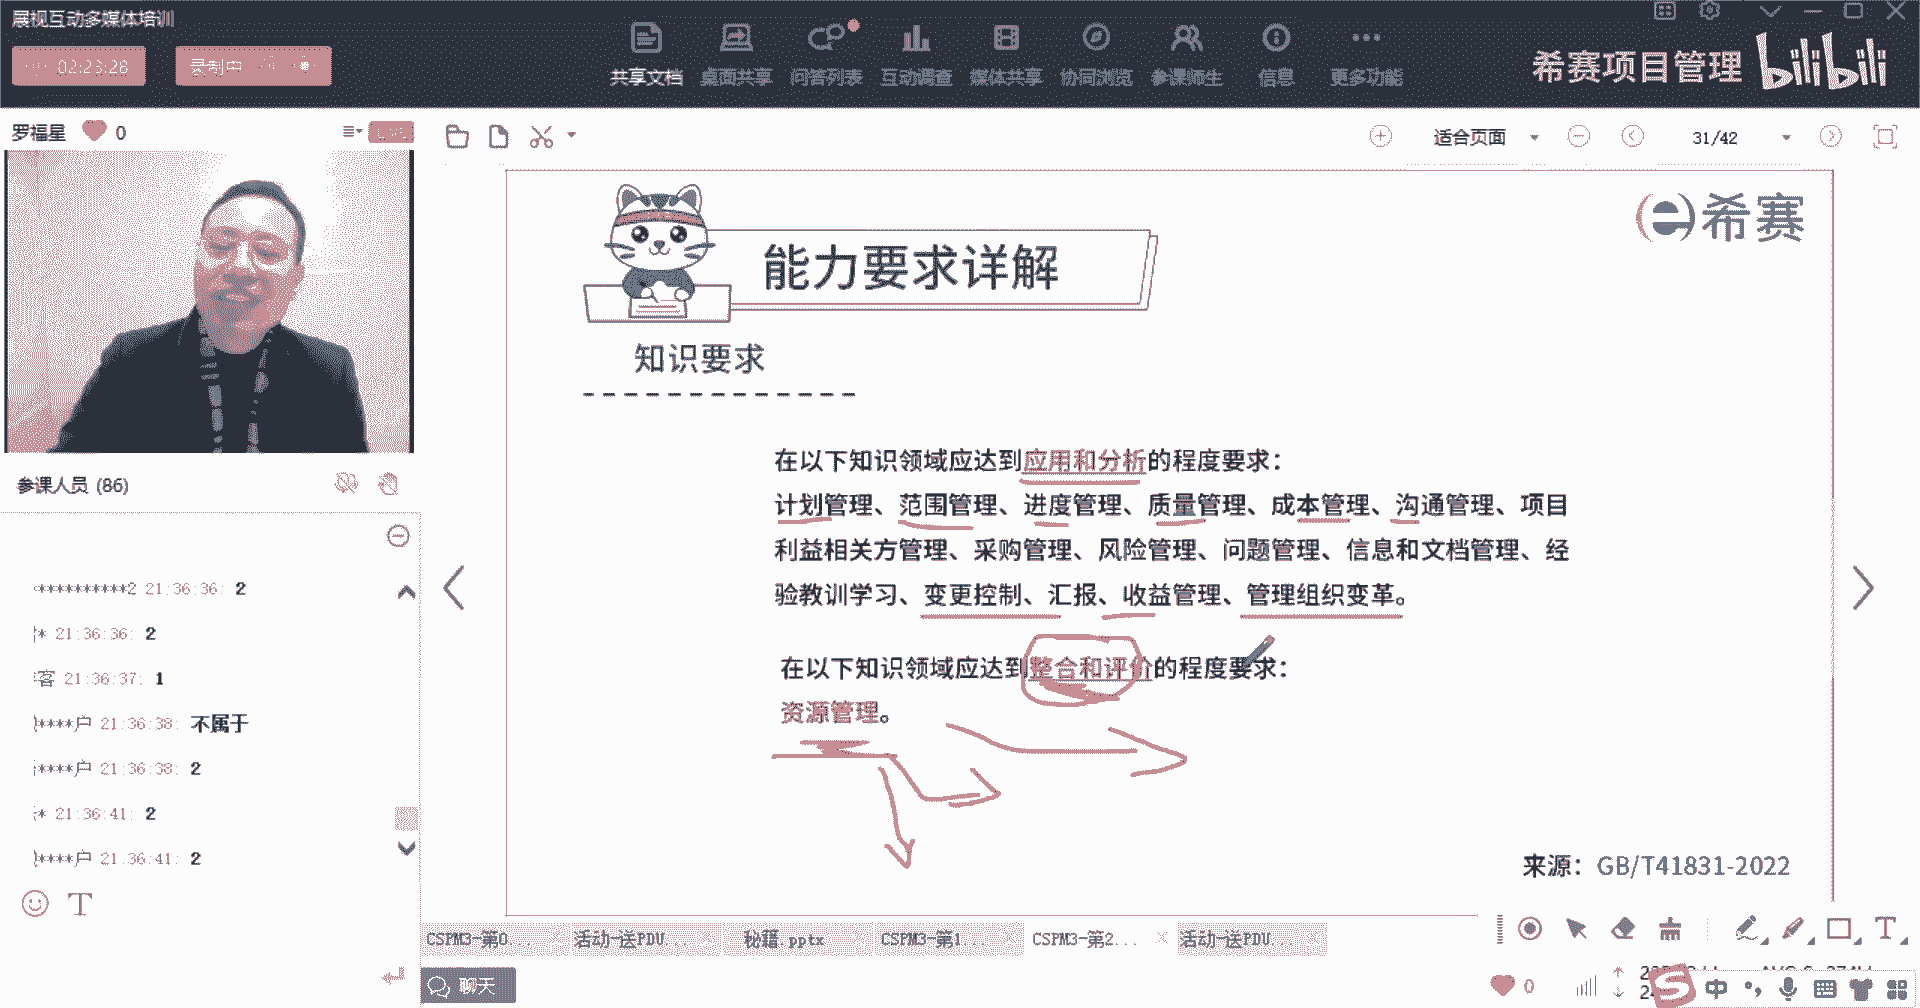 展视互动多媒体培训
02:23:28
录制中
共享文档 桌面共享 问答列表 互动调查 媒体共享 协同浏览 参课师生 信息 更多功能
希赛项目管理 bilibili
罗福星 0
LIVE
适合页面
31/42
希赛
能力要求详解
知识要求
在以下知识领域应达到应用和分析的程度要求：
计划管理、范围管理、进度管理、质量管理、成本管理、沟通管理、项目
利益相关方管理、采购管理、风险管理、问题管理、信息和文档管理、经
验教训学习、变更控制、汇报、收益管理、管理组织变革。
在以下知识领域应达到整合和评价的程度要求：
资源管理。
来源：GB/T41831-2022
参课人员 (86)
**********2 21:36:36: 2
* 21:36:36: 2
客 21:36:37: 1
****户 21:36:38: 不属于
****户 21:36:38: 2
* 21:36:41: 2
****户 21:36:41: 2
T
CSPM3-第0... 活动-送PDU... 秘籍.pptx CSPM3-第1... CSPM3-第2... 活动-送PDU...
聊天
T
0
S 中